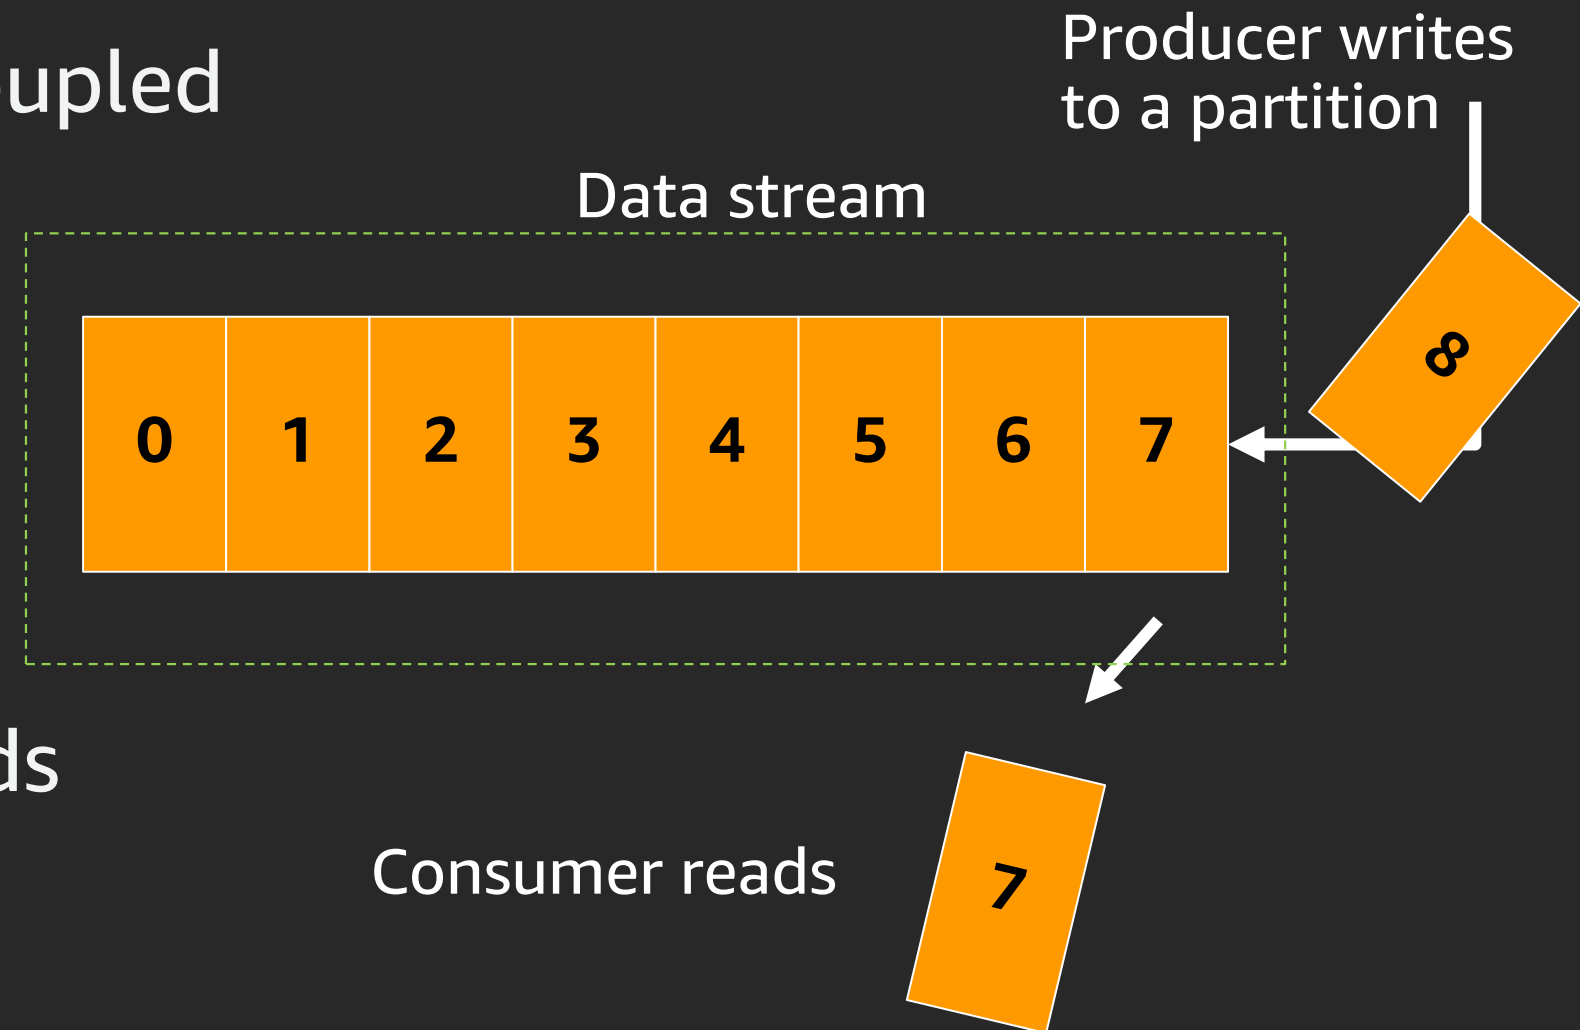 upled
Producer writes
to a partition
Data stream
8
0 1 2 3 4 5 6 7
ds
Consumer reads
7